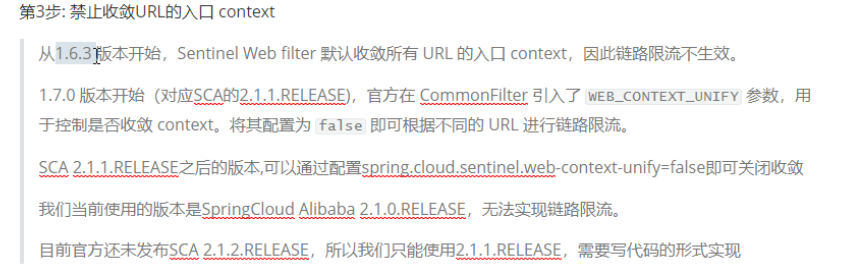 第3步: 禁止收敛URL的入口 context
从1.6.3 版本开始，Sentinel Web filter 默认收敛所有 URL 的入口 context，因此链路限流不生效。
1.7.0 版本开始（对应SCA的2.1.1.RELEASE)，官方在 CommonFilter 引入了 WEB_CONTEXT_UNIFY 参数，用
于控制是否收敛 context。将其配置为 false 即可根据不同的 URL 进行链路限流。
SCA 2.1.1.RELEASE之后的版本,可以通过配置spring.cloud.sentinel.web-context-unify=false即可关闭收敛
我们当前使用的版本是SpringCloud Alibaba 2.1.0.RELEASE，无法实现链路限流。
目前官方还未发布SCA 2.1.2.RELEASE，所以我们只能使用2.1.1.RELEASE，需要写代码的形式实现